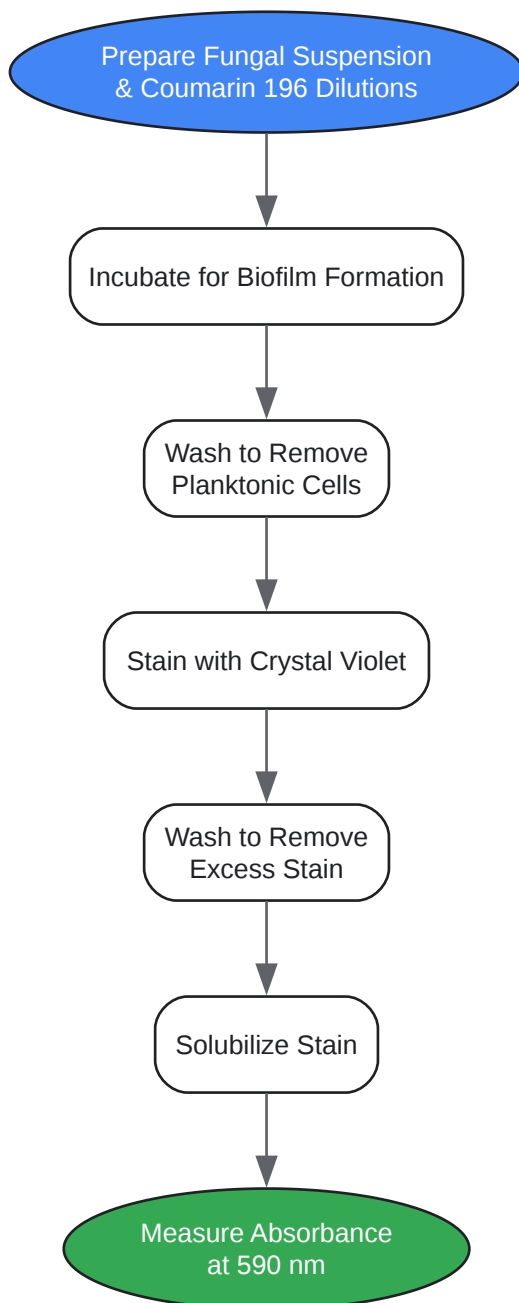 Prepare Fungal Suspension
& Coumarin 196 Dilutions
Incubate for Biofilm Formation
Wash to Remove
Planktonic Cells
Stain with Crystal Violet
Wash to Remove
Excess Stain
Solubilize Stain
Measure Absorbance
at 590 nm